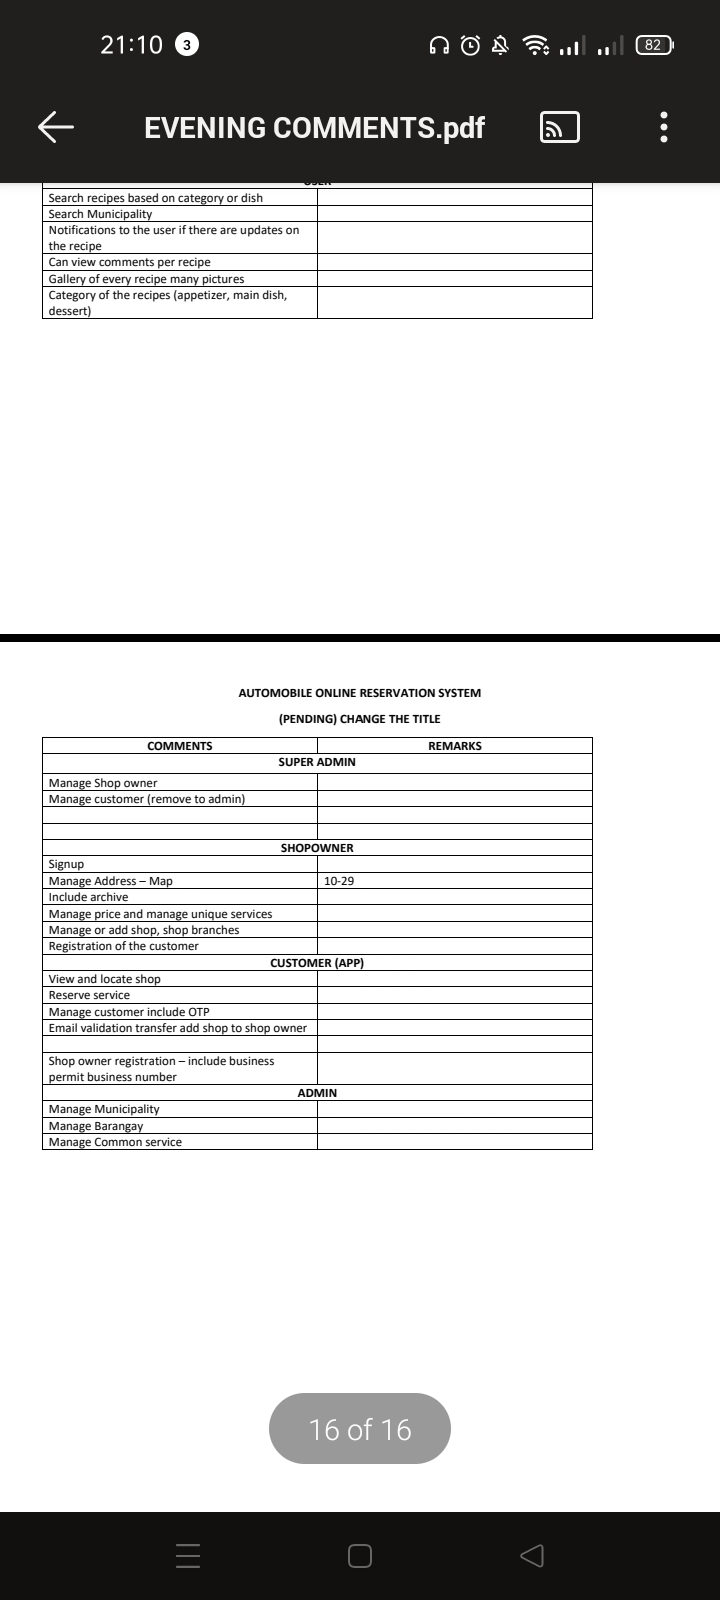 21:10 3 82
EVENING COMMENTS.pdf
USER
Search recipes based on category or dish
Search Municipality
Notifications to the user if there are updates on
the recipe
Can view comments per recipe
Gallery of every recipe many pictures
Category of the recipes (appetizer, main dish,
dessert)
AUTOMOBILE ONLINE RESERVATION SYSTEM
(PENDING) CHANGE THE TITLE
COMMENTS REMARKS
SUPER ADMIN
Manage Shop owner
Manage customer (remove to admin)
SHOPOWNER
Signup
Manage Address – Map 10-29
Include archive
Manage price and manage unique services
Manage or add shop, shop branches
Registration of the customer
CUSTOMER (APP)
View and locate shop
Reserve service
Manage customer include OTP
Email validation transfer add shop to shop owner
Shop owner registration – include business
permit business number
ADMIN
Manage Municipality
Manage Barangay
Manage Common service
16 of 16